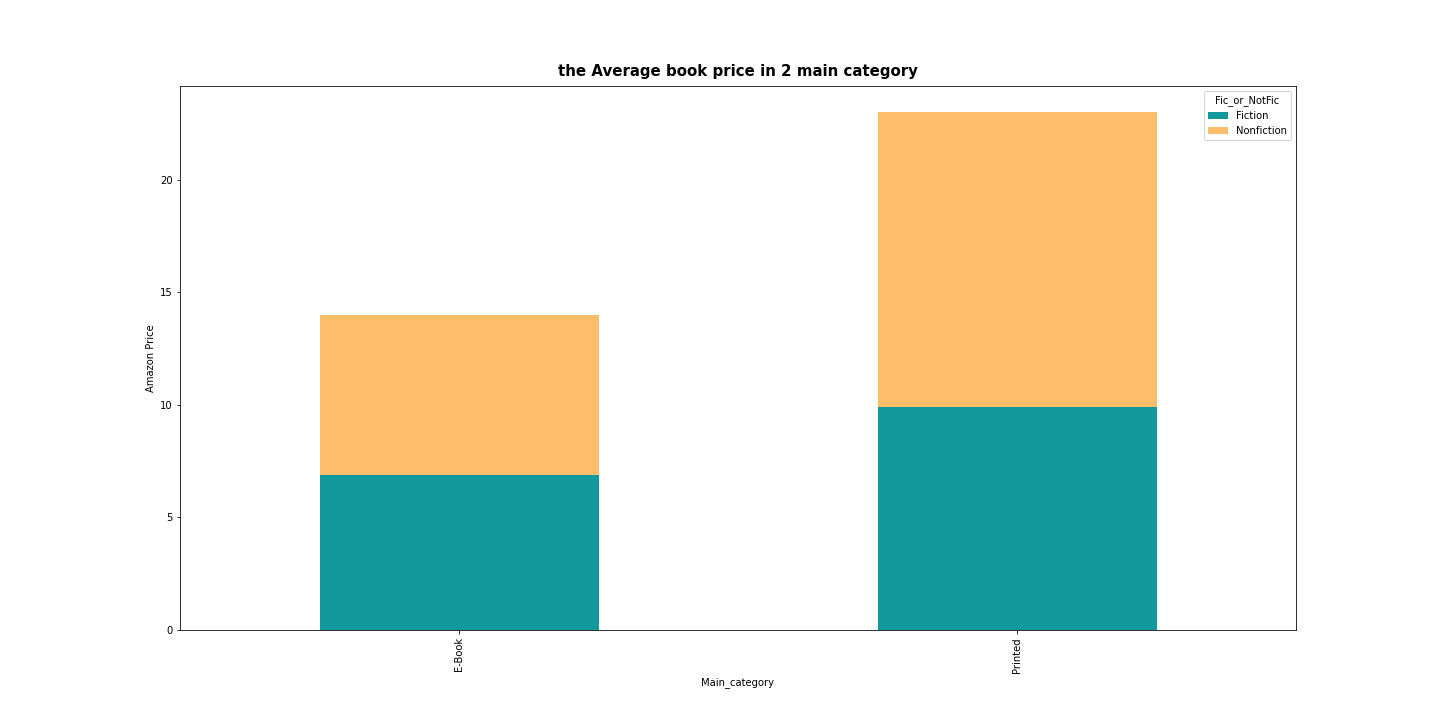 the Average book price in 2 main category
Fic_or_NotFic
Fiction
Nonfiction
20
15
10
5
0
Amazon Price
E-Book
Printed
Main_category